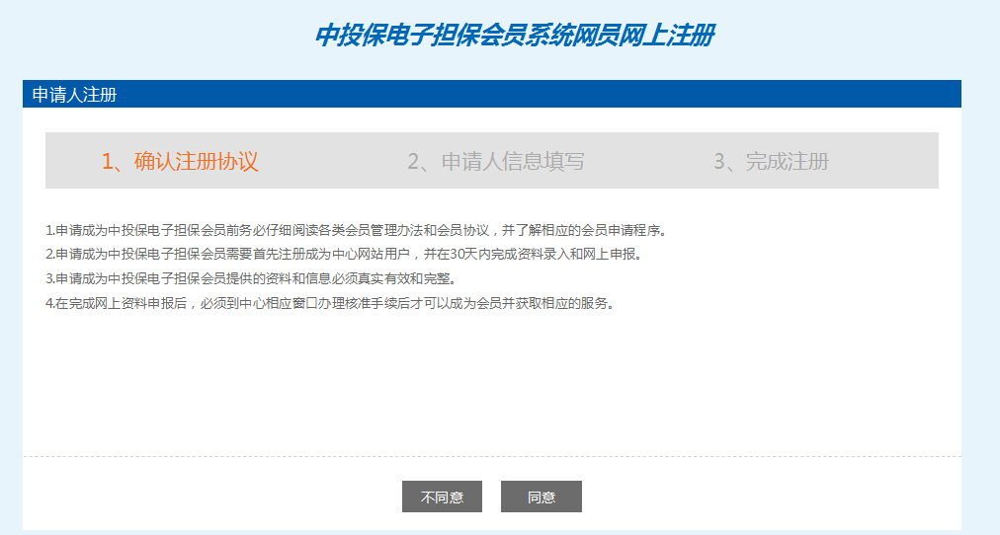 中投保电子担保会员系统网员网上注册
申请人注册
1、确认注册协议
2、申请人信息填写
3、完成注册
1.申请成为中投保电子担保会员前务必仔细阅读各类会员管理办法和会员协议，并了解相应的会员申请程序。
2.申请成为中投保电子担保会员需要首先注册成为中心网站用户，并在30天内完成资料录入和网上申报。
3.申请成为中投保电子担保会员提供的资料和信息必须真实有效和完整。
4.在完成网上资料申报后，必须到中心相应窗口办理核准手续后才可以成为会员并获取相应的服务。
不同意
同意